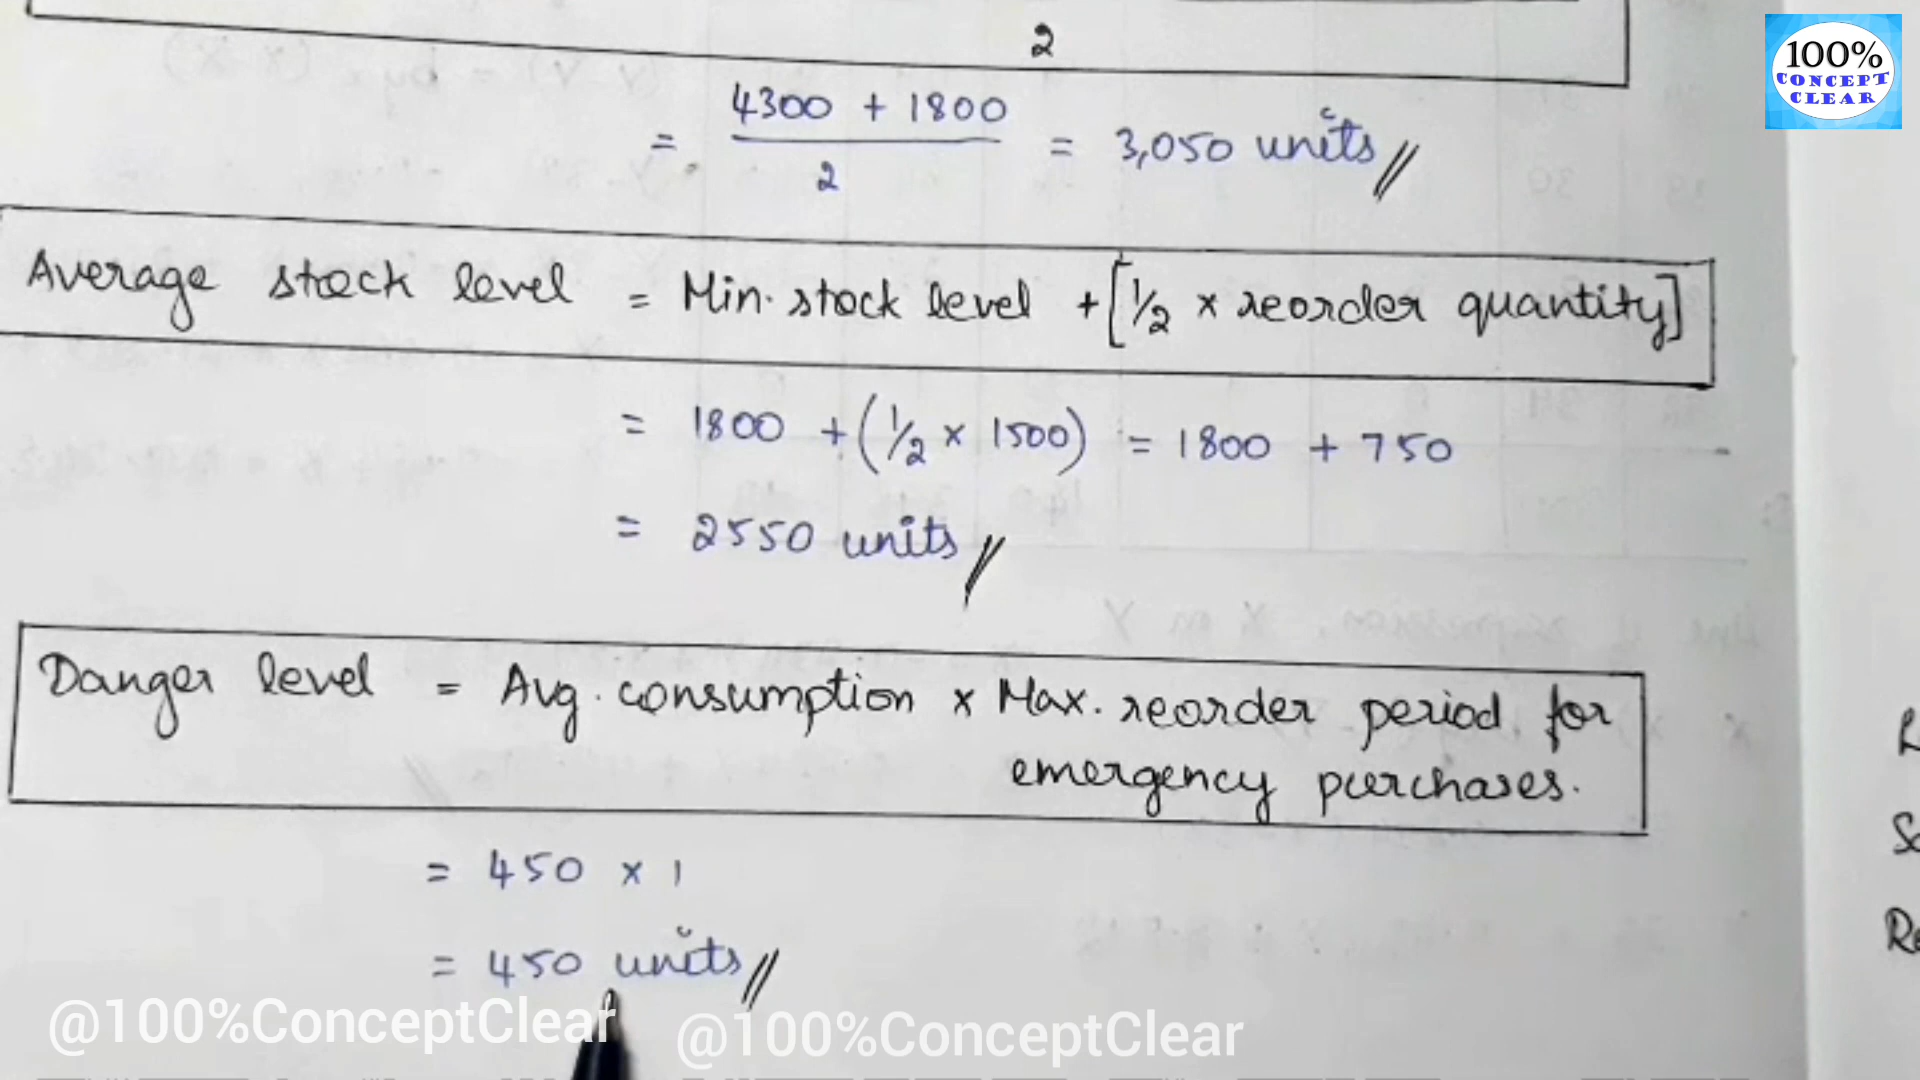 2
100%
CONCEPT
CLEAR
4300 + 1800
= ――― = 3,050 units //
2
Average stock level = Min. stock level + [1/2 × reorder quantity]
= 1800 + (1/2 × 1500) = 1800 + 750
= 2550 units //
Danger level = Avg. consumption × Max. reorder period for
emergency purchases.
= 450 × 1
= 450 units //
@100%ConceptClear @100%ConceptClear